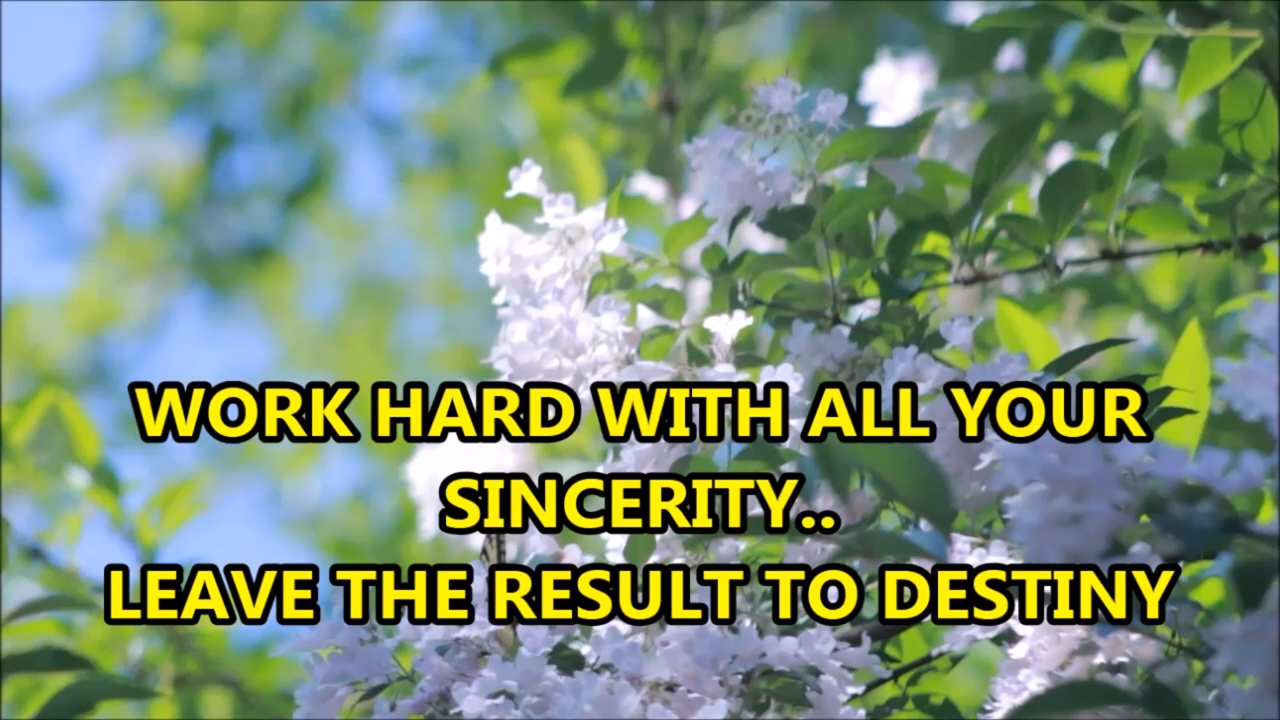 WORK HARD WITH ALL YOUR
SINCERITY..
LEAVE THE RESULT TO DESTINY